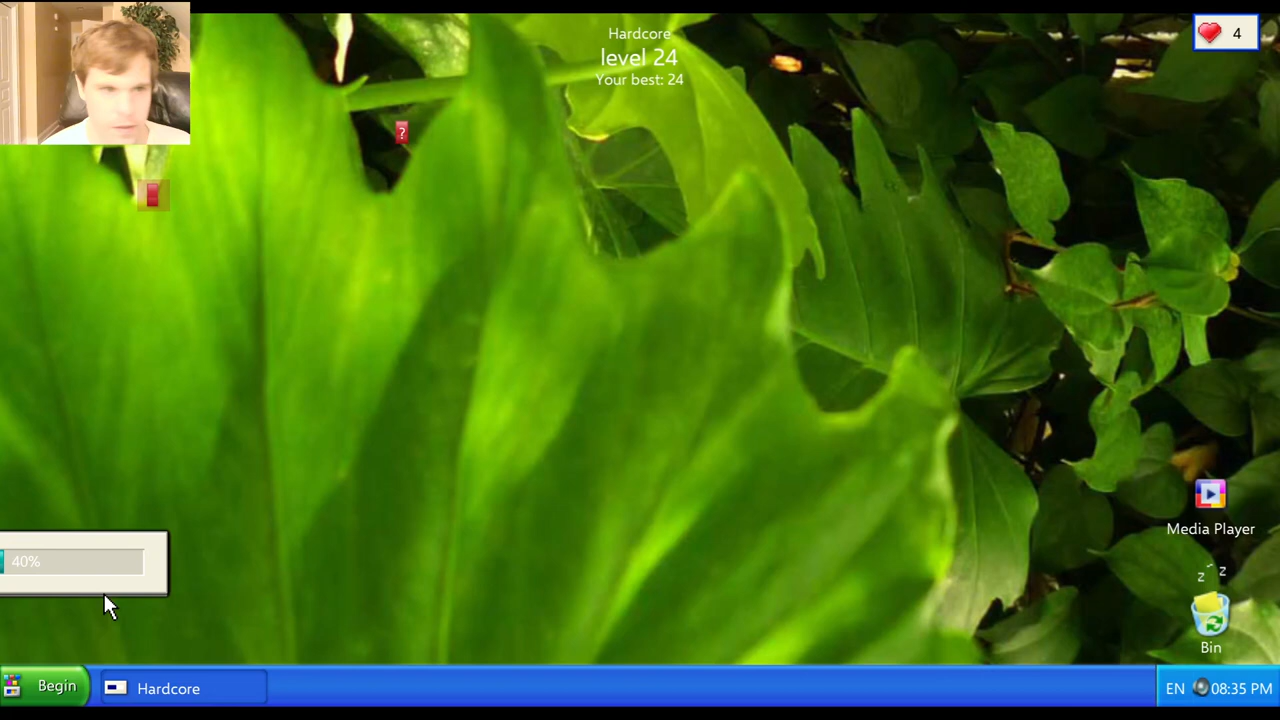 Hardcore
level 24
Your best: 24
4
?
40%
Media Player
z z
Bin
Begin
Hardcore
EN 08:35 PM